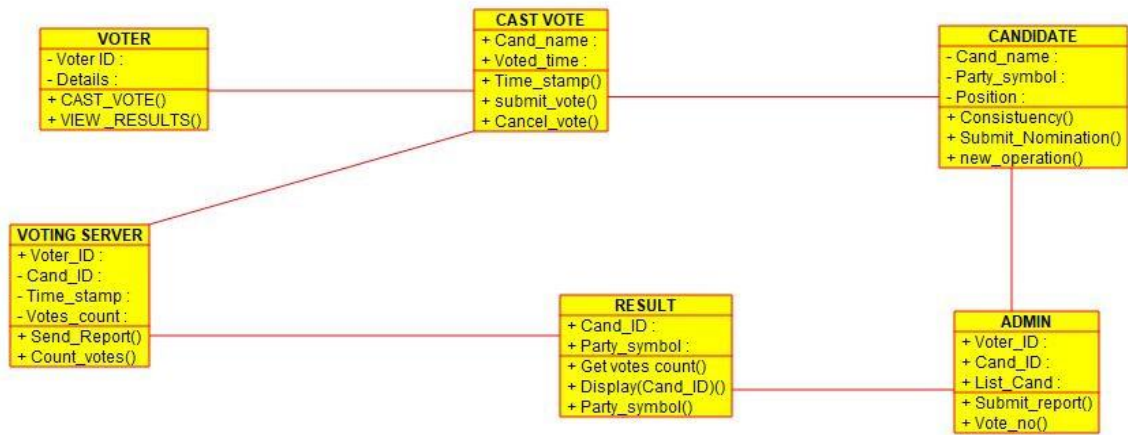 VOTER
- Voter ID :
- Details :
+ CAST_VOTE()
+ VIEW _RESULTS()
CAST VOTE
+ Cand_name :
+ Voted_time :
+ Time_stamp()
+ submit_vote()
+ Cancel_vote()
CANDIDATE
- Cand_name :
- Party_symbol :
- Position :
+ Consistuency()
+ Submit_Nomination()
+ new_operation()
VOTING SERVER
+ Voter_ID :
- Cand_ID :
- Time_stamp :
- Votes_count :
+ Send_Report()
+ Count_votes()
RESULT
+ Cand_ID :
+ Party_symbol :
+ Get votes count()
+ Display(Cand_ID)()
+ Party_symbol()
ADMIN
+ Voter_ID :
+ Cand_ID :
+ List_Cand :
+ Submit_report()
+ Vote_no()